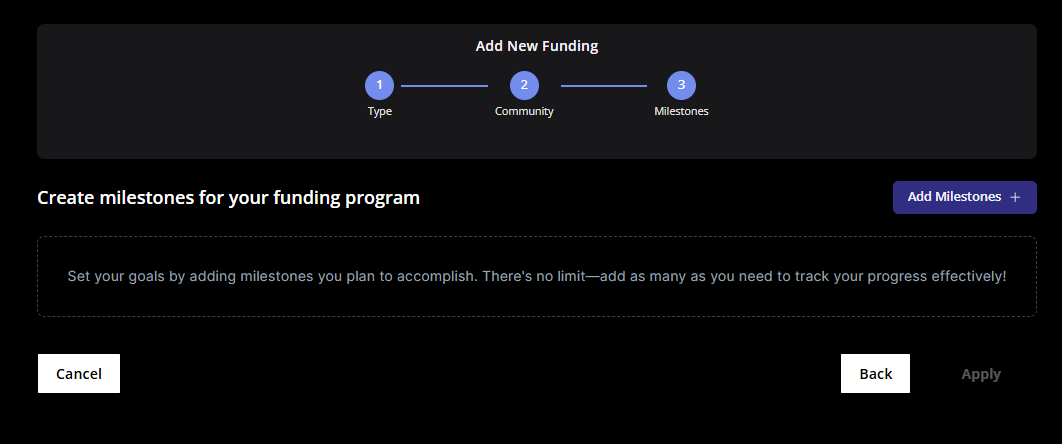 Add New Funding
1
2
3
Type
Community
Milestones
Create milestones for your funding program
Add Milestones +
Set your goals by adding milestones you plan to accomplish. There's no limit—add as many as you need to track your progress effectively!
Cancel
Back
Apply